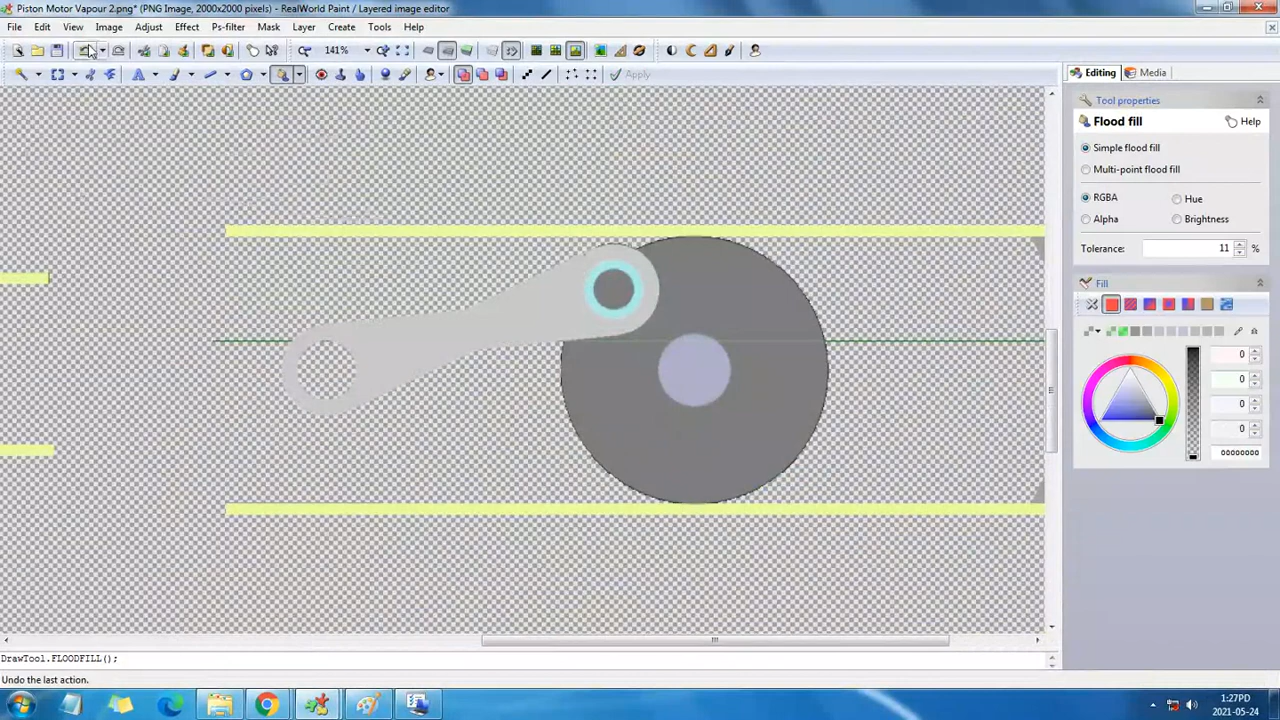 Piston Motor Vapour 2.png* (PNG Image, 2000x2000 pixels) - RealWorld Paint / Layered image editor
File Edit View Image Adjust Effect Ps-filter Mask Layer Create Tools Help
141%
Apply
Editing Media
Tool properties
Flood fill Help
Simple flood fill
Multi-point flood fill
RGBA Hue
Alpha Brightness
Tolerance: 11 %
Fill
0
0
0
0
00000000
DrawTool.FLOODFILL();
Undo the last action.
1:27PD
2021-05-24